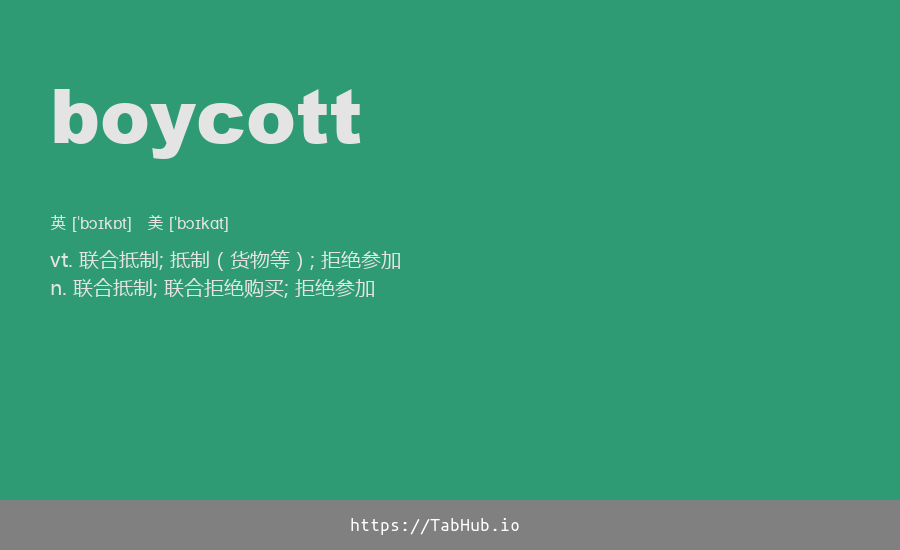 boycott
英 [ˈbɔɪkɒt] 美 [ˈbɔɪkɑt]
vt. 联合抵制; 抵制（货物等）; 拒绝参加
n. 联合抵制; 联合拒绝购买; 拒绝参加
https://TabHub.io